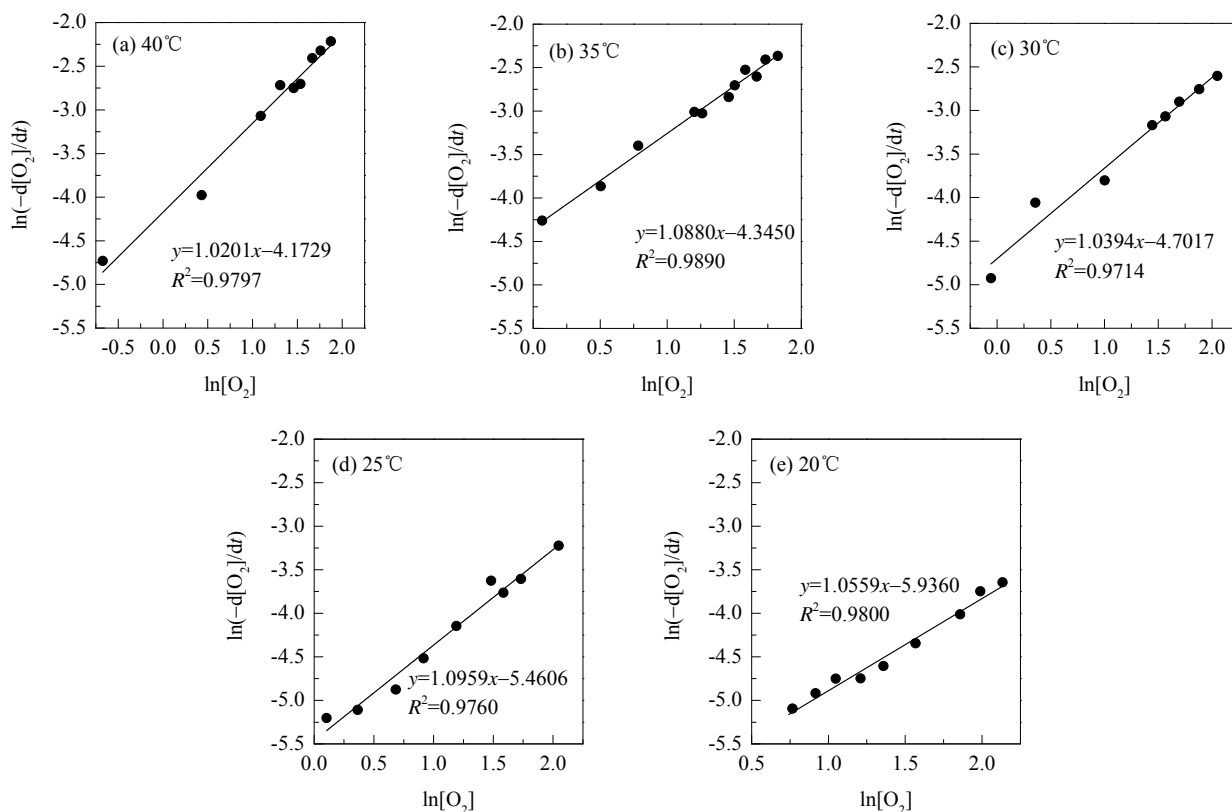 (a) 40℃
ln(−d[O2]/dt)
-2.0
-2.5
-3.0
-3.5
-4.0
-4.5
-5.0
-5.5
y=1.0201x−4.1729
R²=0.9797
-0.5 0.0 0.5 1.0 1.5 2.0
ln[O2]
(b) 35℃
ln(−d[O2]/dt)
-2.0
-2.5
-3.0
-3.5
-4.0
-4.5
-5.0
-5.5
y=1.0880x−4.3450
R²=0.9890
0.0 0.5 1.0 1.5 2.0
ln[O2]
(c) 30℃
ln(−d[O2]/dt)
-2.0
-2.5
-3.0
-3.5
-4.0
-4.5
-5.0
-5.5
y=1.0394x−4.7017
R²=0.9714
0.0 0.5 1.0 1.5 2.0
ln[O2]
(d) 25℃
ln(−d[O2]/dt)
-2.0
-2.5
-3.0
-3.5
-4.0
-4.5
-5.0
-5.5
y=1.0959x−5.4606
R²=0.9760
0.0 0.5 1.0 1.5 2.0
ln[O2]
(e) 20℃
ln(−d[O2]/dt)
-2.0
-2.5
-3.0
-3.5
-4.0
-4.5
-5.0
-5.5
y=1.0559x−5.9360
R²=0.9800
0.5 1.0 1.5 2.0
ln[O2]